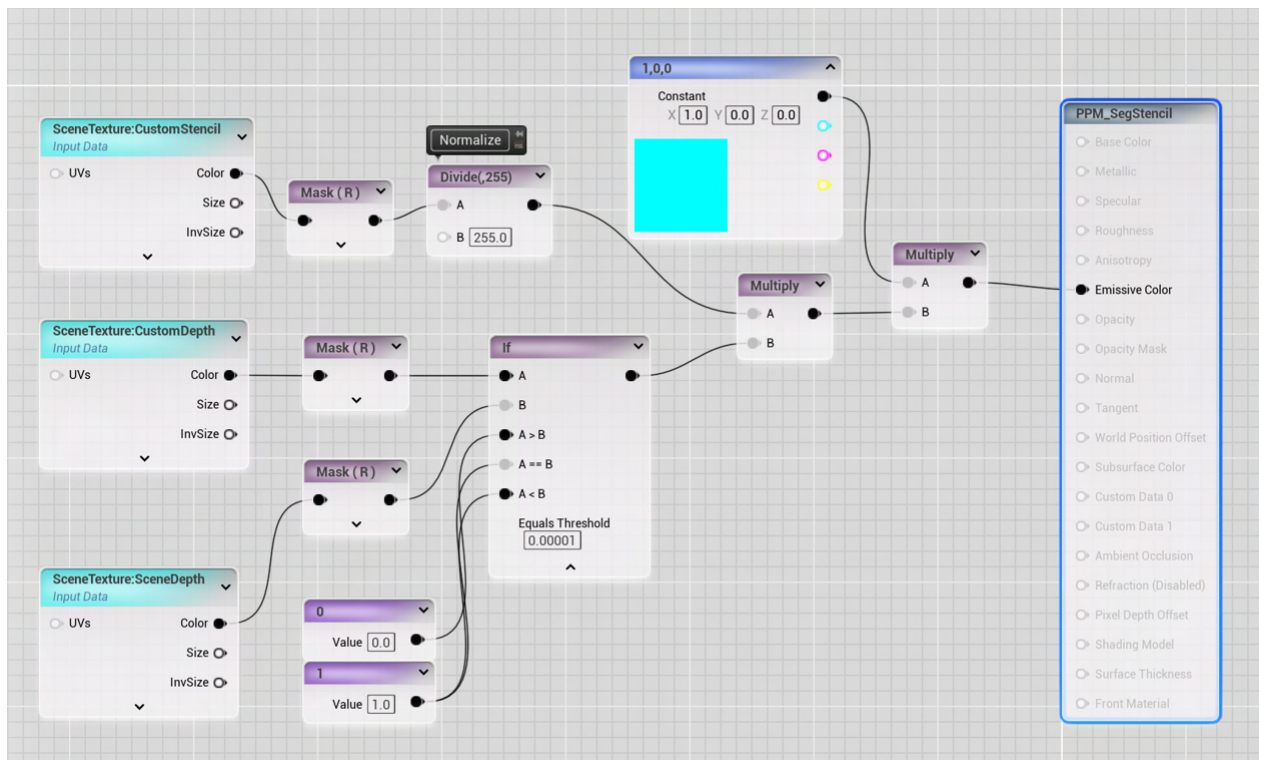 SceneTexture:CustomStencil
Input Data
UVs
Color
Size
InvSize
Mask ( R )
Normalize
Divide(,255)
A
B 255.0
1,0,0
Constant
X 1.0 Y 0.0 Z 0.0
SceneTexture:CustomDepth
Input Data
UVs
Color
Size
InvSize
Mask ( R )
Mask ( R )
If
A
B
A > B
A == B
A < B
Equals Threshold
0.00001
SceneTexture:SceneDepth
Input Data
UVs
Color
Size
InvSize
0
Value 0.0
1
Value 1.0
Multiply
A
B
Multiply
A
B
PPM_SegStencil
Base Color
Metallic
Specular
Roughness
Anisotropy
Emissive Color
Opacity
Opacity Mask
Normal
Tangent
World Position Offset
Subsurface Color
Custom Data 0
Custom Data 1
Ambient Occlusion
Refraction (Disabled)
Pixel Depth Offset
Shading Model
Surface Thickness
Front Material